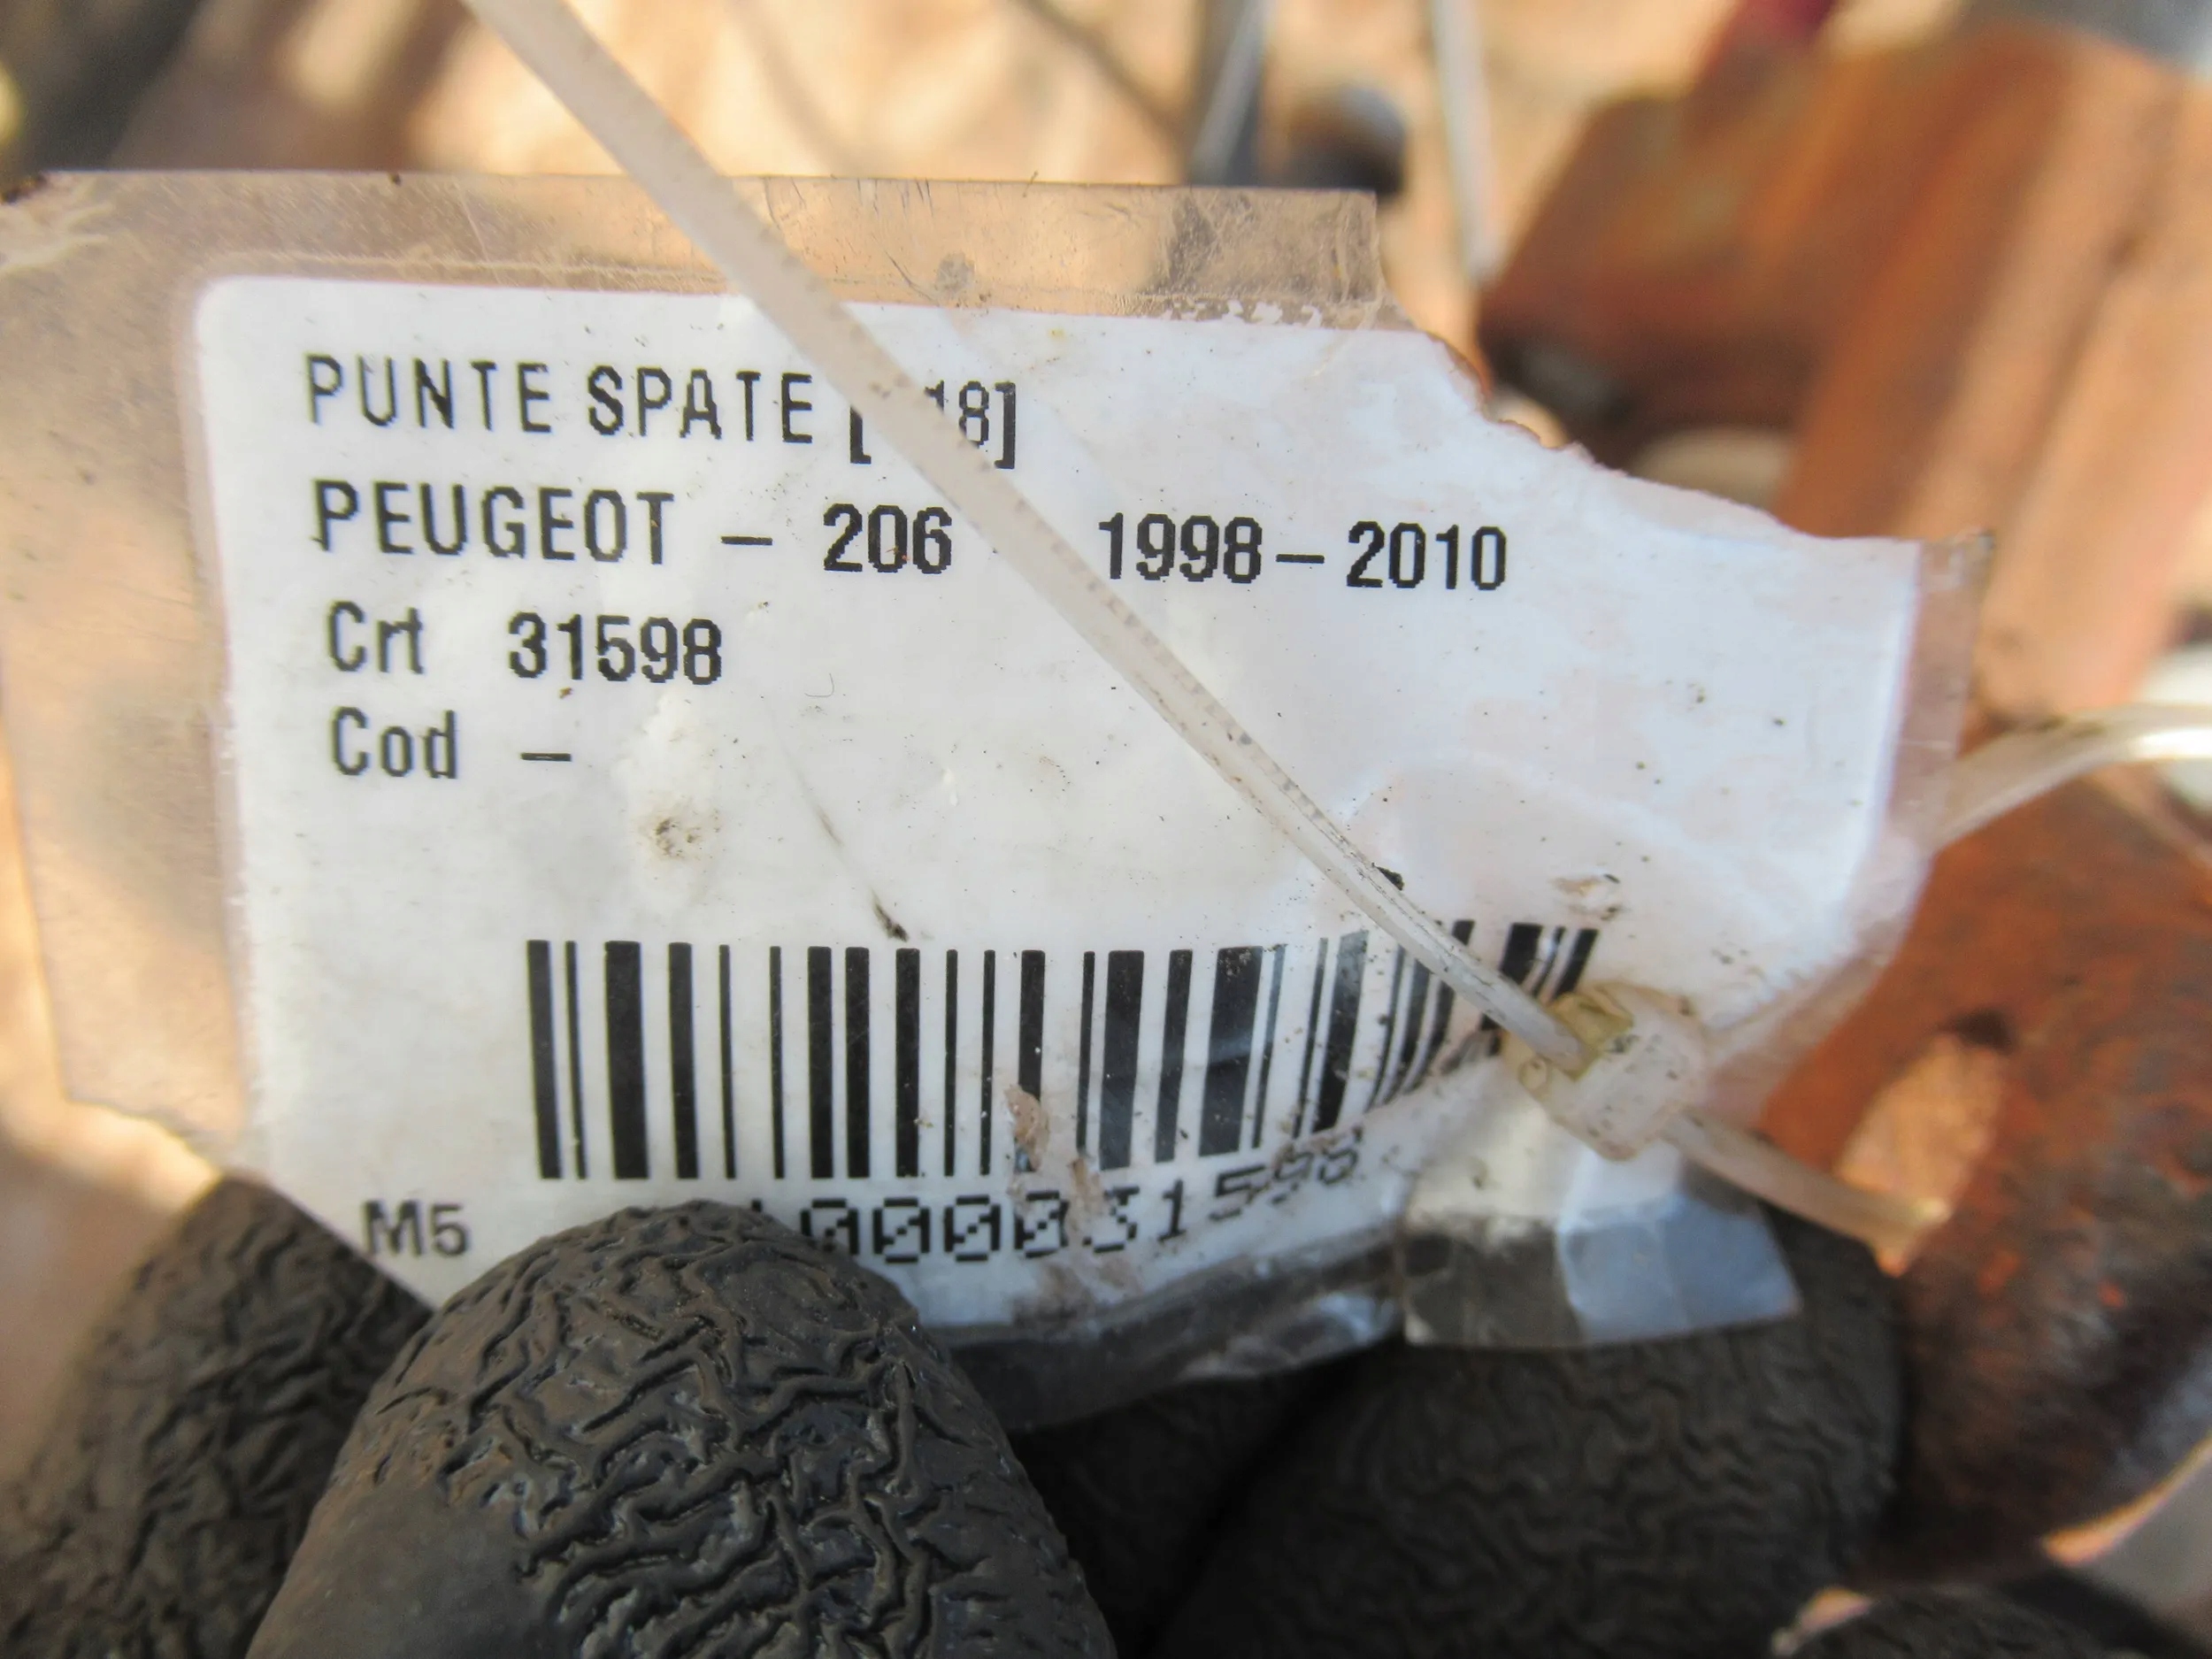 PUNTE SPATE
PEUGEOT - 206 1998-2010
Crt 31598
Cod -
M5